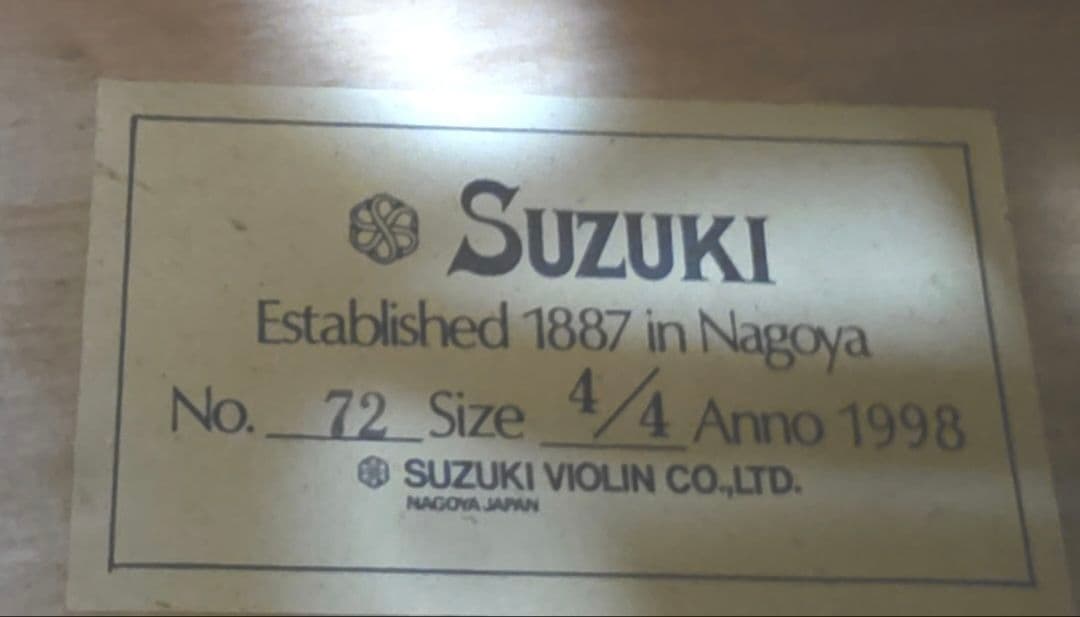 SUZUKI
Established 1887 in Nagoya
No. 72 Size 4/4 Anno 1998
SUZUKI VIOLIN CO.,LTD.
NAGOYA JAPAN